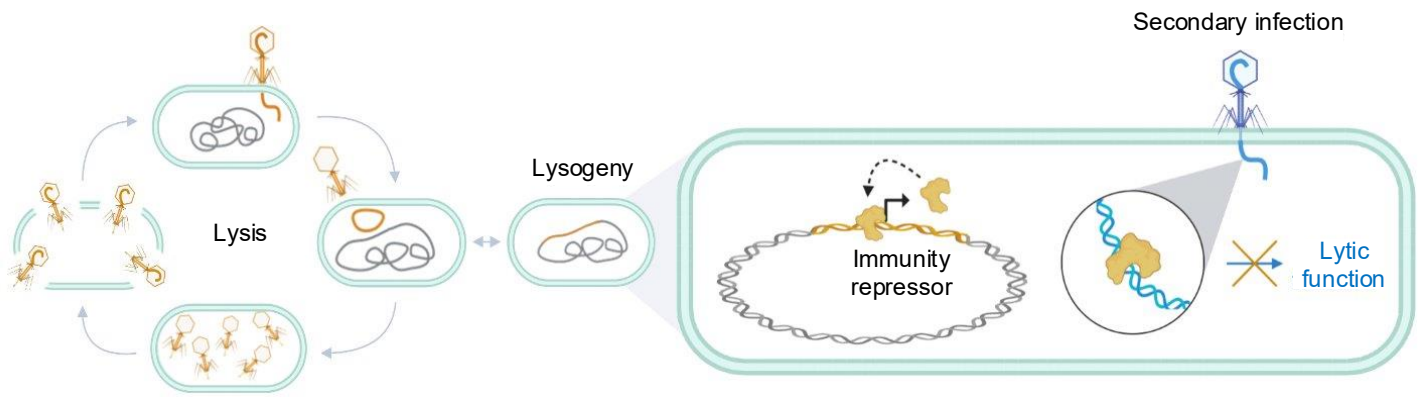 Secondary infection
Lysogeny
Lysis
Immunity
repressor
Lytic
function